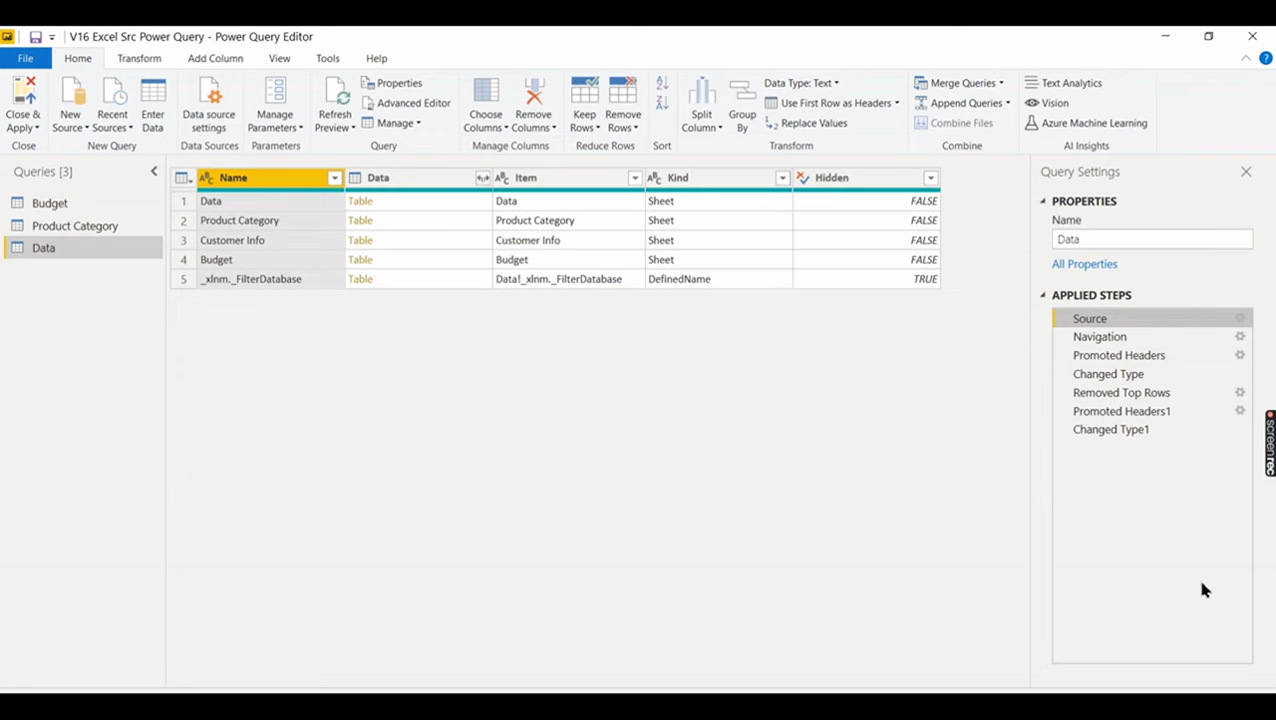 V16 Excel Src Power Query - Power Query Editor
File Home Transform Add Column View Tools Help
Close & Apply
New Source
Recent Sources
Enter Data
Data source settings
Manage Parameters
Refresh Preview
Properties
Advanced Editor
Manage
Choose Columns
Remove Columns
Keep Rows
Remove Rows
Split Column
Group By
Data Type: Text
Use First Row as Headers
Replace Values
Merge Queries
Append Queries
Combine Files
Text Analytics
Vision
Azure Machine Learning
Close New Query Data Sources Parameters Query Manage Columns Reduce Rows Sort Transform Combine AI Insights
Queries [3]
Budget
Product Category
Data
Name Data Item Kind Hidden
1 Data Table Data Sheet FALSE
2 Product Category Table Product Category Sheet FALSE
3 Customer Info Table Customer Info Sheet FALSE
4 Budget Table Budget Sheet FALSE
5 _xlnm._FilterDatabase Table Data!_xlnm._FilterDatabase DefinedName TRUE
Query Settings
PROPERTIES
Name
Data
All Properties
APPLIED STEPS
Source
Navigation
Promoted Headers
Changed Type
Removed Top Rows
Promoted Headers1
Changed Type1
screenrec